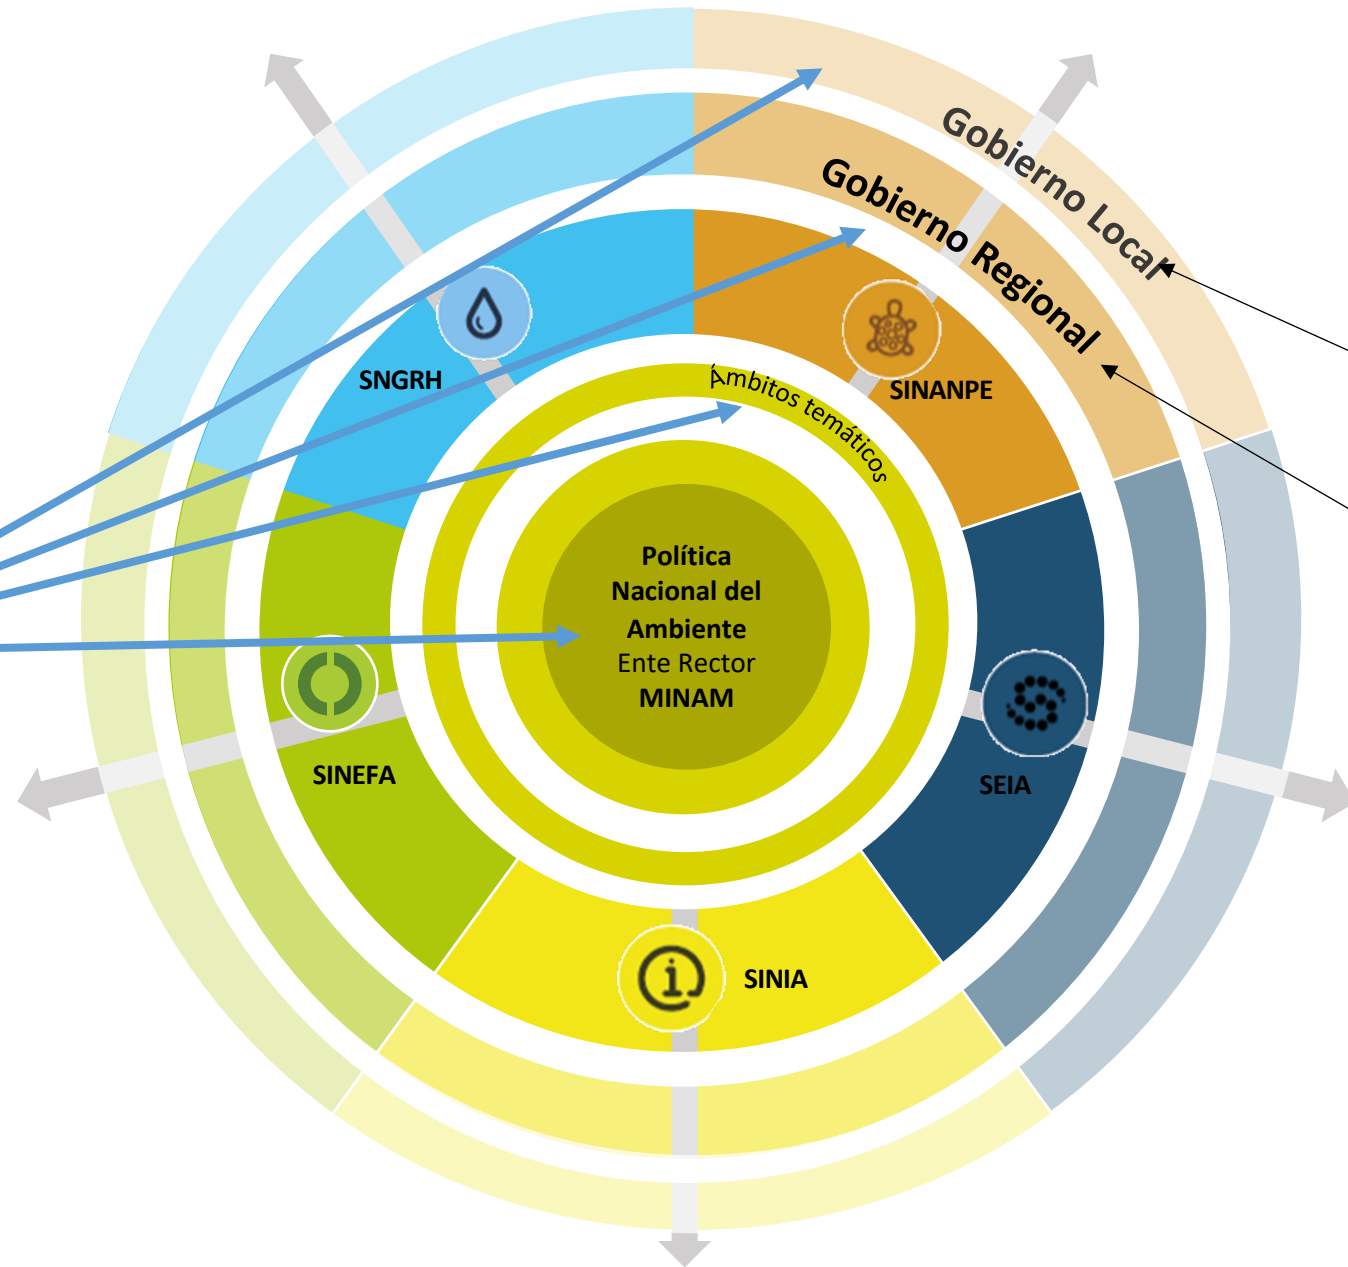 Gobierno Local
Gobierno Regional
SNGRH
SINANPE
Ámbitos temáticos
Política
Nacional del
Ambiente
Ente Rector
MINAM
SINEFA
SEIA
SINIA